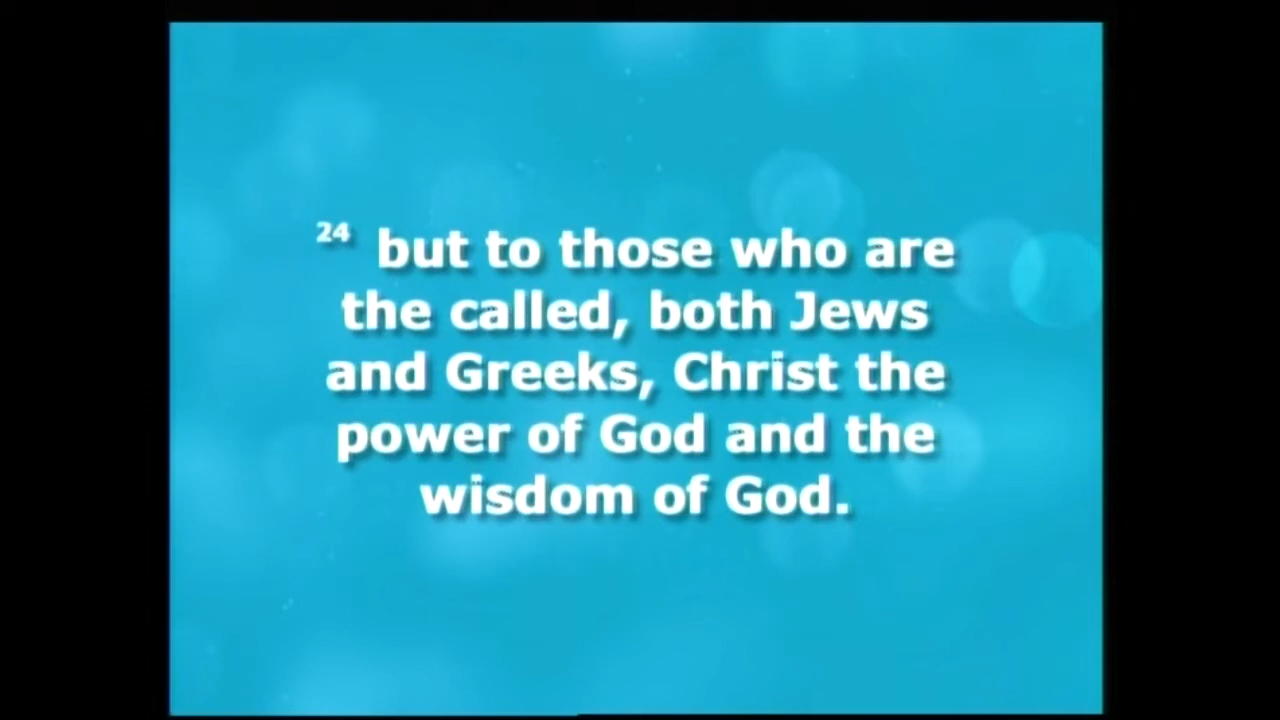 24 but to those who are
the called, both Jews
and Greeks, Christ the
power of God and the
wisdom of God.